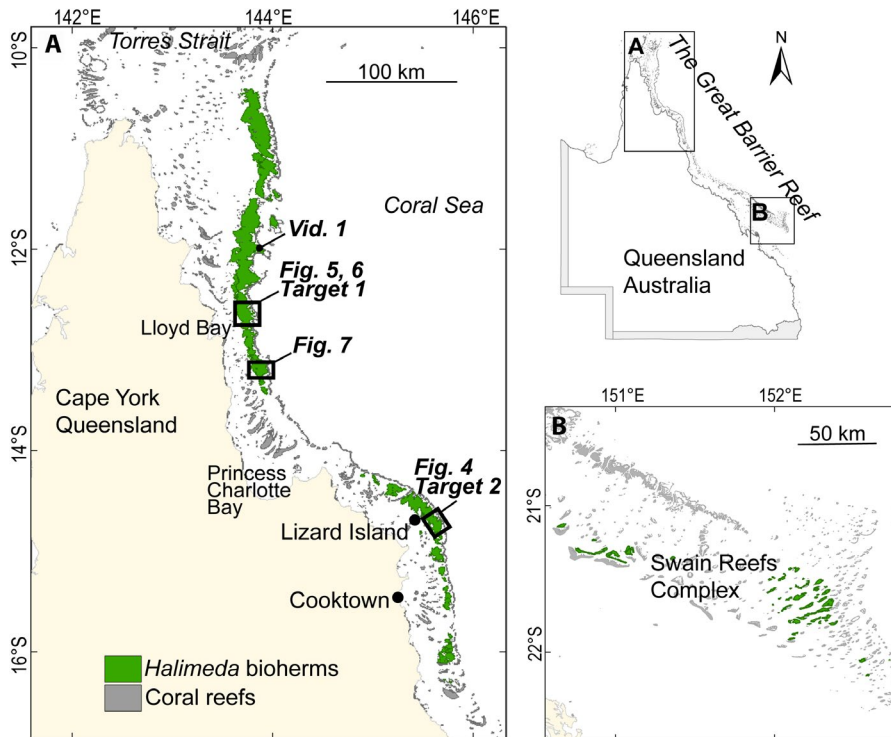 142°E
144°E
146°E
10°S
12°S
14°S
16°S
A
Torres Strait
100 km
Coral Sea
Vid. 1
Fig. 5, 6
Target 1
Lloyd Bay
Fig. 7
Cape York
Queensland
Princess
Charlotte
Bay
Fig. 4
Target 2
Lizard Island
Cooktown
Halimeda bioherms
Coral reefs
A
The Great Barrier Reef
N
B
Queensland
Australia
151°E
152°E
21°S
22°S
B
50 km
Swain Reefs
Complex